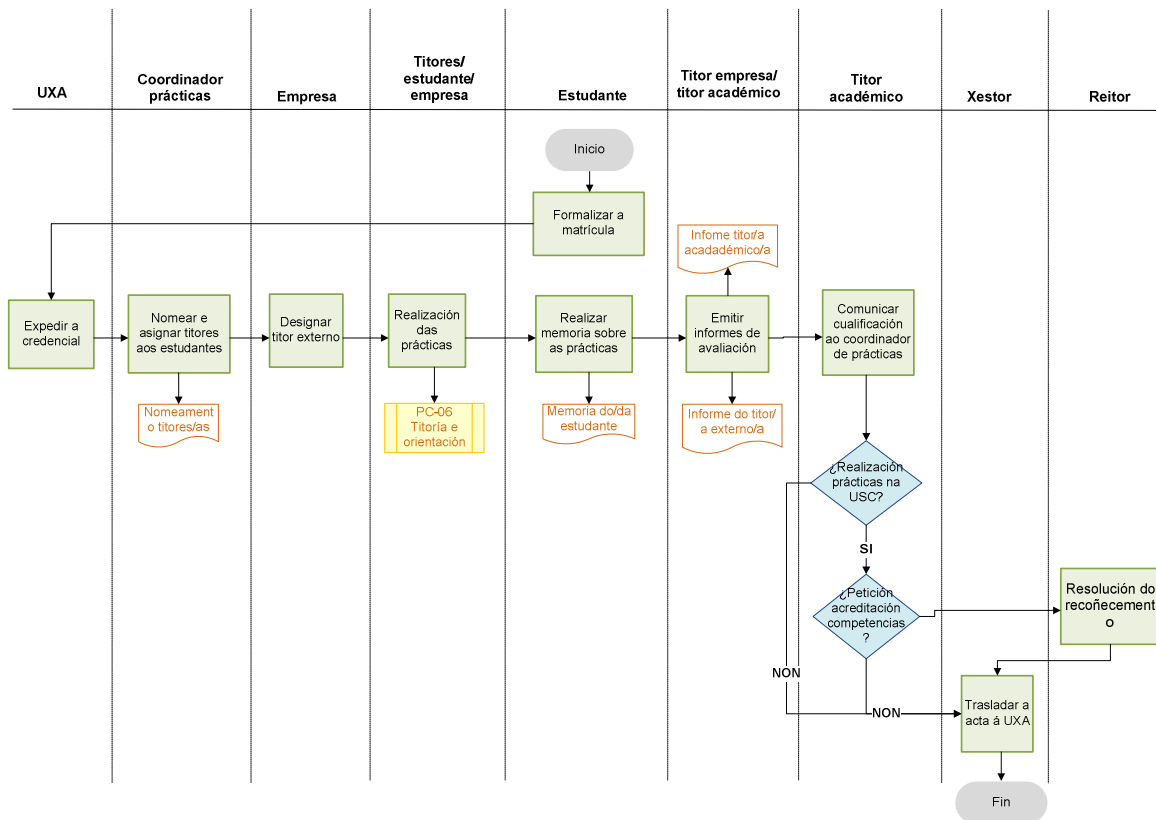 UXA
Coordinador
prácticas
Empresa
Titores/
estudante/
empresa
Estudante
Titor empresa/
titor académico
Titor
académico
Xestor
Reitor
Inicio
Formalizar a
matrícula
Infome titor/a
acadadémico/a
Expedir a
credencial
Nomear e
asignar titores
aos estudantes
Designar
titor externo
Realización
das
prácticas
Realizar
memoria sobre
as prácticas
Emitir
informes de
avaliación
Comunicar
cualificación
ao coordinador
de prácticas
Nomeament
o titores/as
PC-06
Titoría e
orientación
Memoria do/da
estudante
Informe do titor/
a externo/a
¿Realización
prácticas na
USC?
SI
¿Petición
acreditación
competencias
?
Resolución do
recoñecement
o
NON
NON
Trasladar a
acta á UXA
Fin